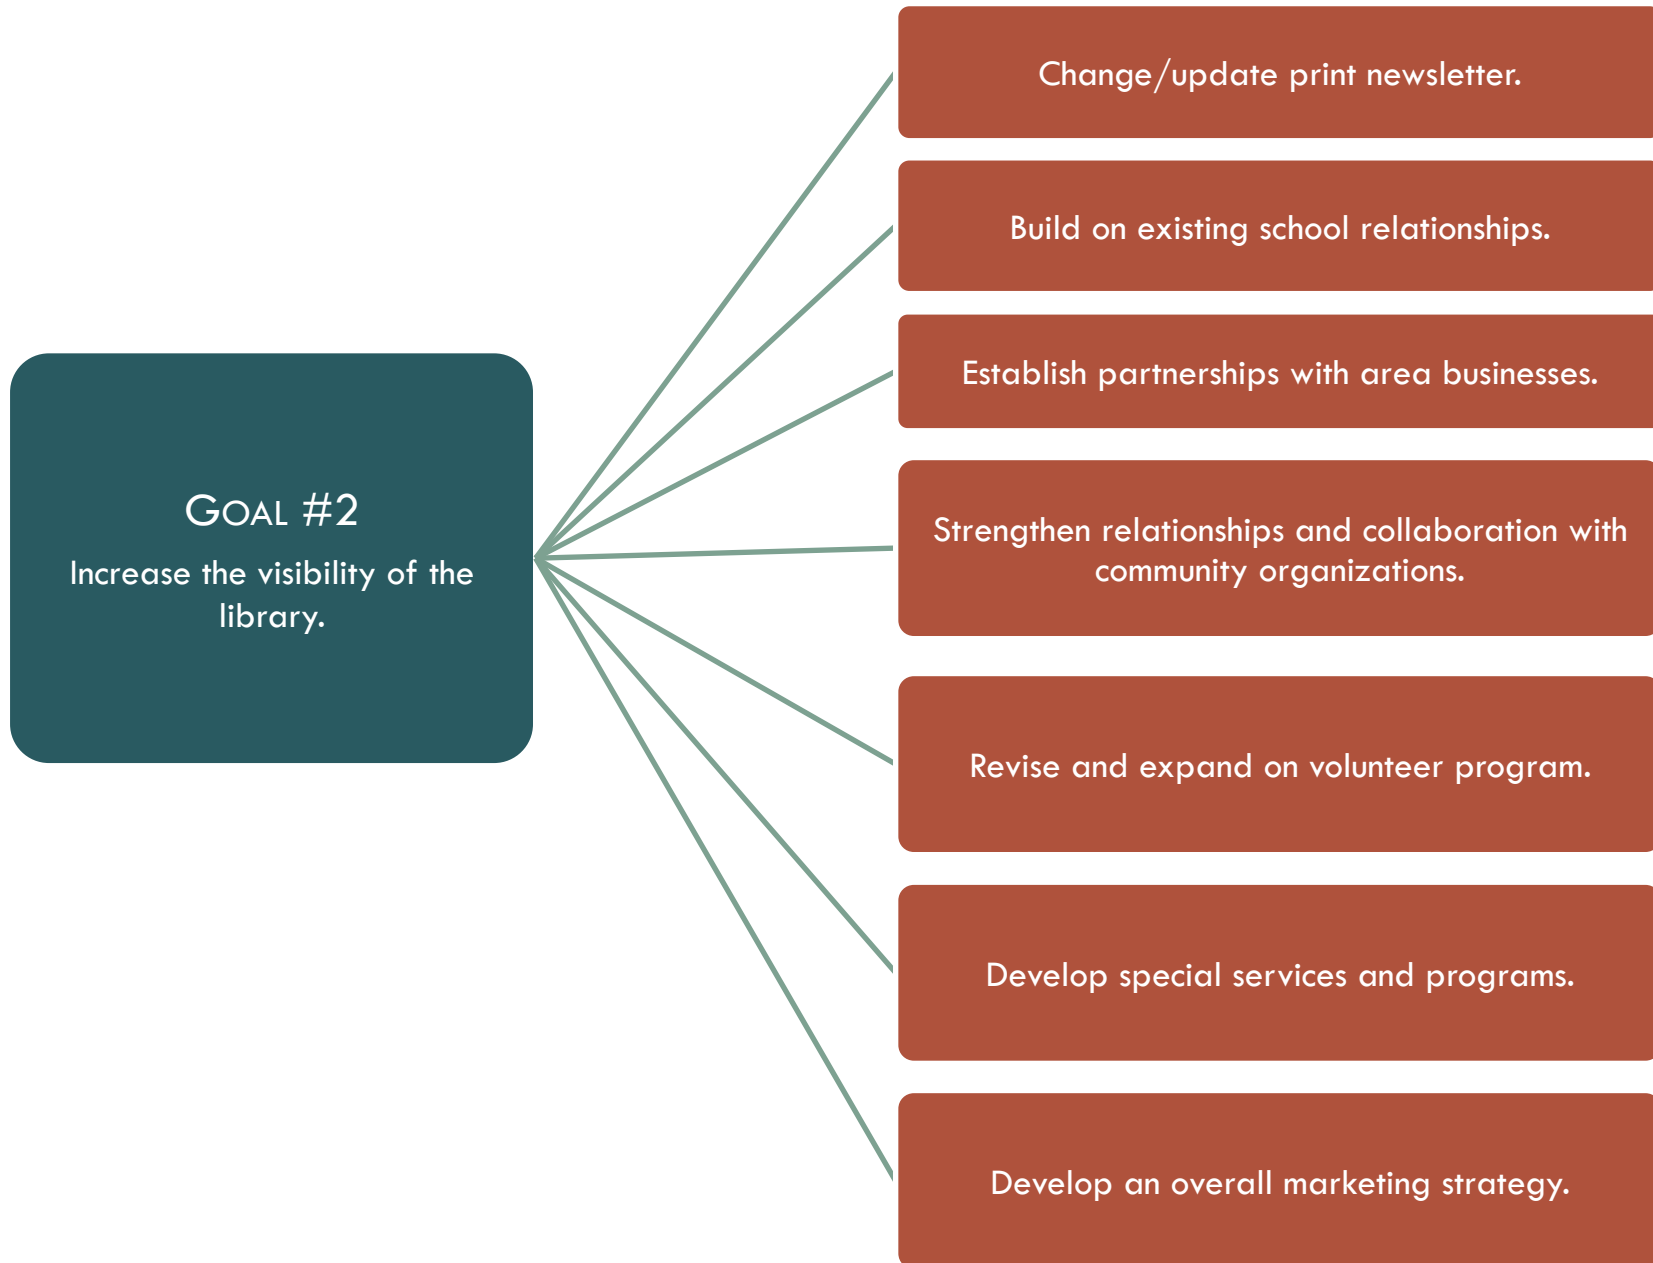 GOAL #2
Increase the visibility of the
library.
Change/update print newsletter.
Build on existing school relationships.
Establish partnerships with area businesses.
Strengthen relationships and collaboration with
community organizations.
Revise and expand on volunteer program.
Develop special services and programs.
Develop an overall marketing strategy.